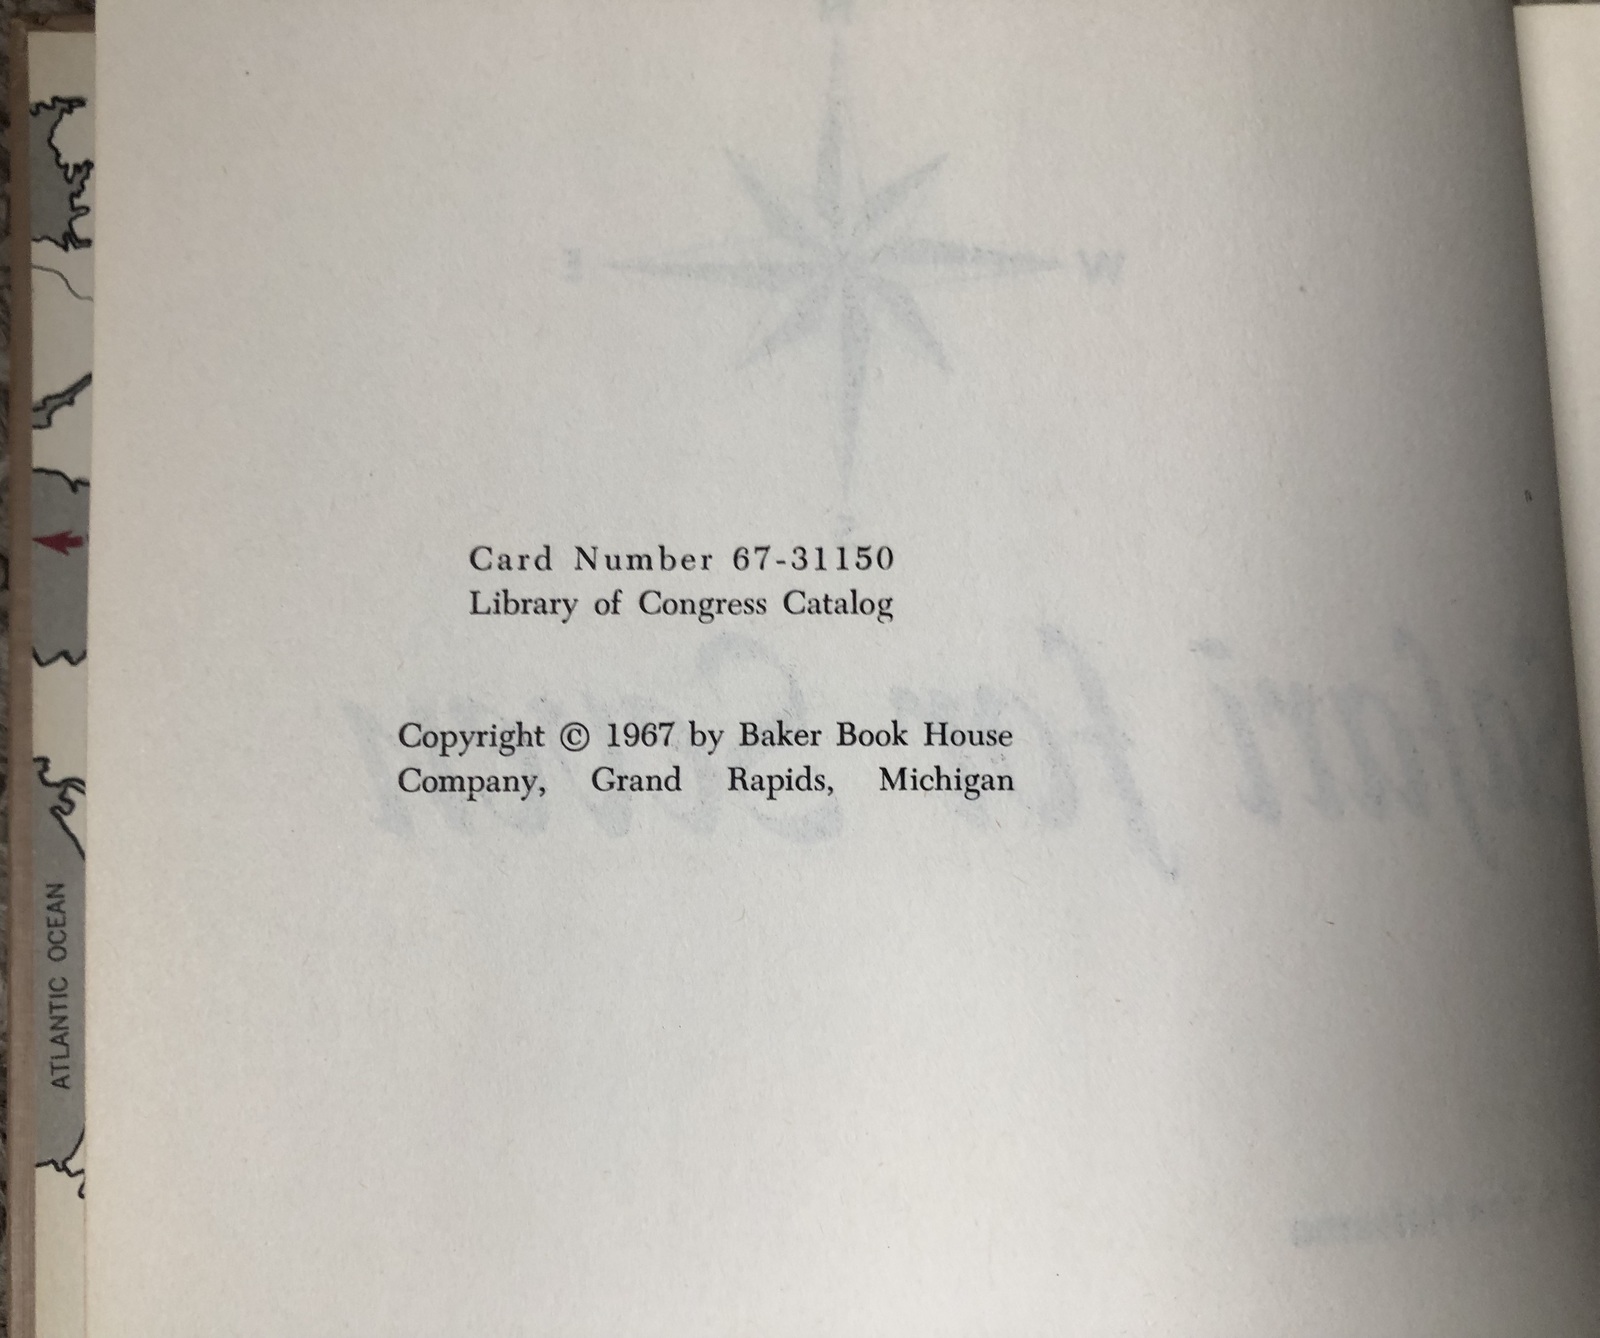 Card Number 67-31150
Library of Congress Catalog
Copyright © 1967 by Baker Book House
Company, Grand Rapids, Michigan
ATLANTIC OCEAN
W
E